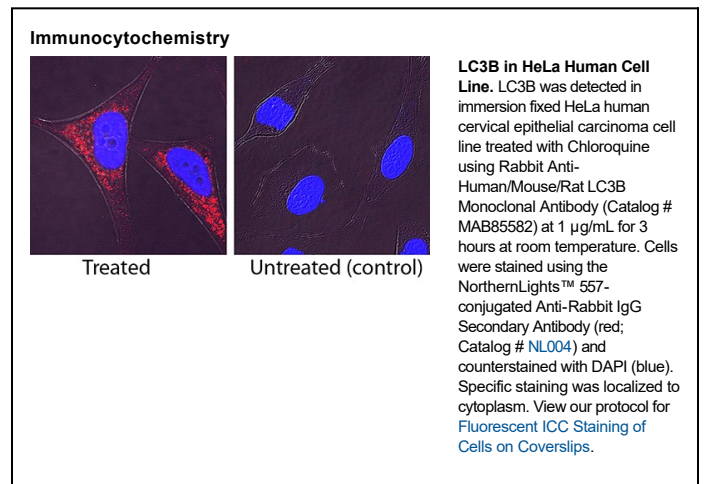 Immunocytochemistry
Treated
Untreated (control)
LC3B in HeLa Human Cell
Line. LC3B was detected in
immersion fixed HeLa human
cervical epithelial carcinoma cell
line treated with Chloroquine
using Rabbit Anti-
Human/Mouse/Rat LC3B
Monoclonal Antibody (Catalog #
MAB85582) at 1 µg/mL for 3
hours at room temperature. Cells
were stained using the
NorthernLights™ 557-
conjugated Anti-Rabbit IgG
Secondary Antibody (red;
Catalog # NL004) and
counterstained with DAPI (blue).
Specific staining was localized to
cytoplasm. View our protocol for
Fluorescent ICC Staining of
Cells on Coverslips.